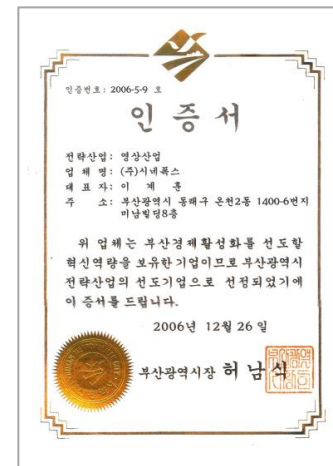 인증번호: 2006-5-9 호
인 증 서
전략산업: 영상산업
업 체 명: (주)시네폭스
대 표 자: 이 계 훈
주 소: 부산광역시 동래구 온천2동 1400-6번지
미남빌딩8층
위 업체는 부산경제활성화를 선도할
혁신역량을 보유한 기업이므로 부산광역시
전략산업의 선도기업으로 선정되었기에
이 증서를 드립니다.
2006년 12월 26일
부산광역시장 허 남 식